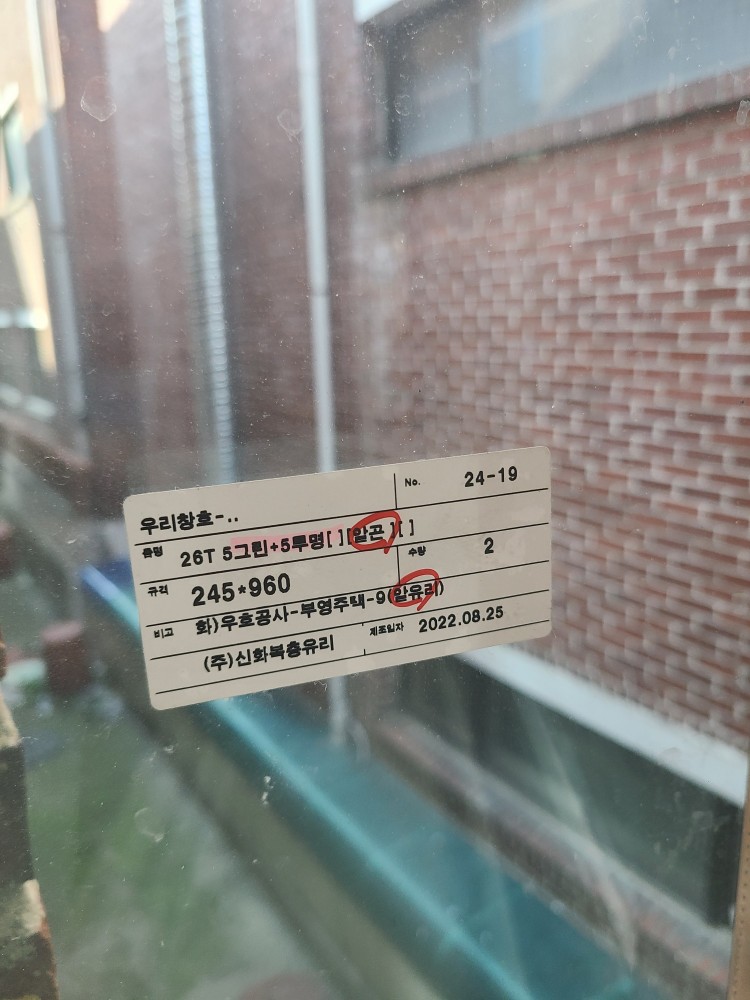 우리창호-.. No. 24-19
품명 26T 5그린+5투명[ ][알곤 ][ ]
규격 245*960 수량 2
비고 화)우호공사-부영주택-9(알유리)
(주)신화복층유리 제조일자 2022.08.25